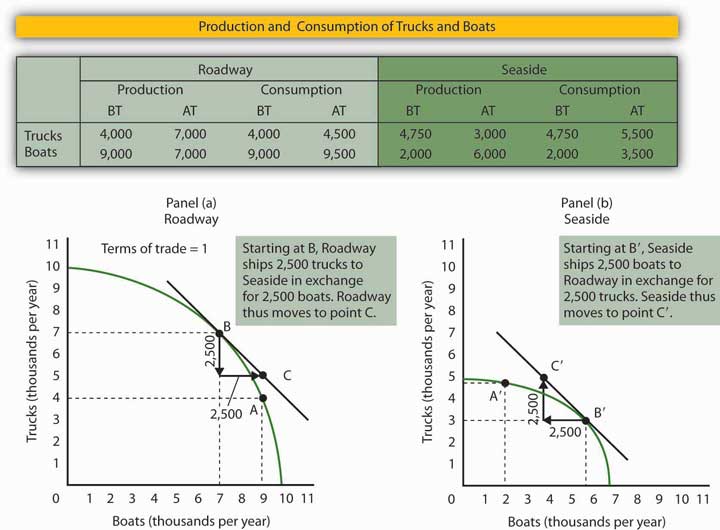 Production and Consumption of Trucks and Boats
Roadway Seaside
Production Consumption Production Consumption
BT AT BT AT BT AT BT AT
Trucks 4,000 7,000 4,000 4,500 4,750 3,000 4,750 5,500
Boats 9,000 7,000 9,000 9,500 2,000 6,000 2,000 3,500
Panel (a)
Roadway
Terms of trade = 1
Starting at B, Roadway
ships 2,500 trucks to
Seaside in exchange
for 2,500 boats. Roadway
thus moves to point C.
Trucks (thousands per year)
11
10
9
8
7
6
5
4
3
2
1
B
2,500
C
2,500
A
0 1 2 3 4 5 6 7 8 9 10 11
Boats (thousands per year)
Panel (b)
Seaside
Starting at B′, Seaside
ships 2,500 boats to
Roadway in exchange for
2,500 trucks. Seaside thus
moves to point C′.
Trucks (thousands per year)
11
10
9
8
7
6
5
4
3
2
1
C′
A′
2,500
B′
2,500
0 1 2 3 4 5 6 7 8 9 10 11
Boats (thousands per year)